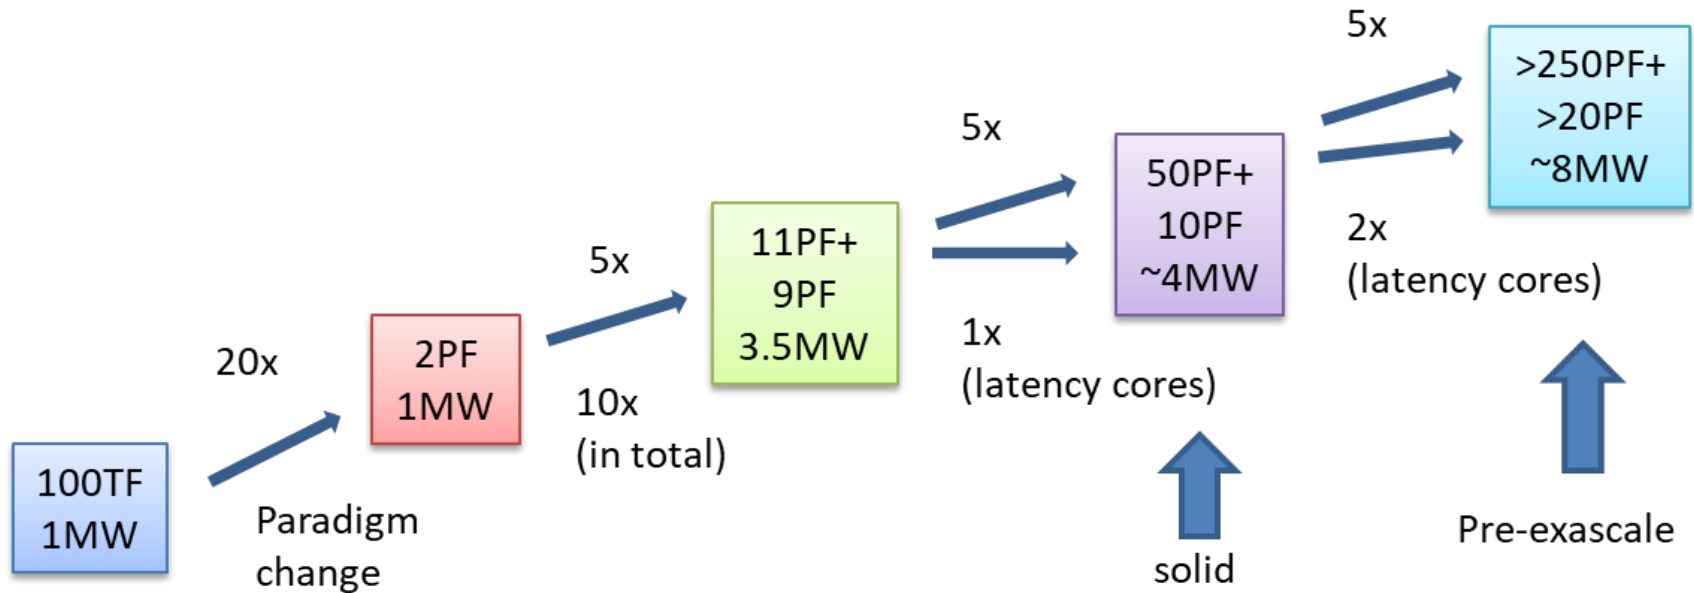 100TF
1MW
20x
Paradigm
change
2PF
1MW
5x
10x
(in total)
11PF+
9PF
3.5MW
5x
1x
(latency cores)
solid
50PF+
10PF
~4MW
5x
2x
(latency cores)
Pre-exascale
>250PF+
>20PF
~8MW